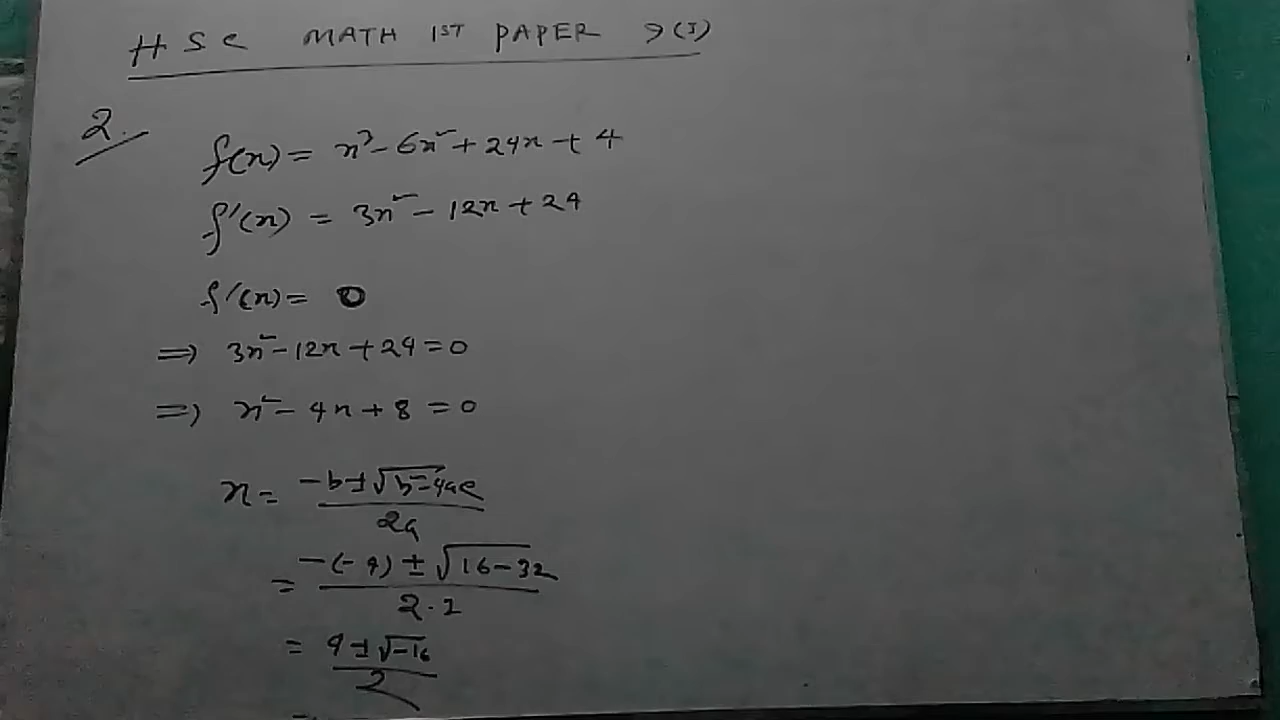 HSC MATH 1ST PAPER 9(I)
2.
f(x) = x³ - 6x² + 24x + 4
f'(x) = 3x² - 12x + 24
f'(x) = 0
⇒ 3x² - 12x + 24 = 0
⇒ x² - 4x + 8 = 0
x = (-b ± √(b² - 4ac)) / 2a
= (-(-4) ± √(16 - 32)) / 2.1
= (4 ± √-16) / 2